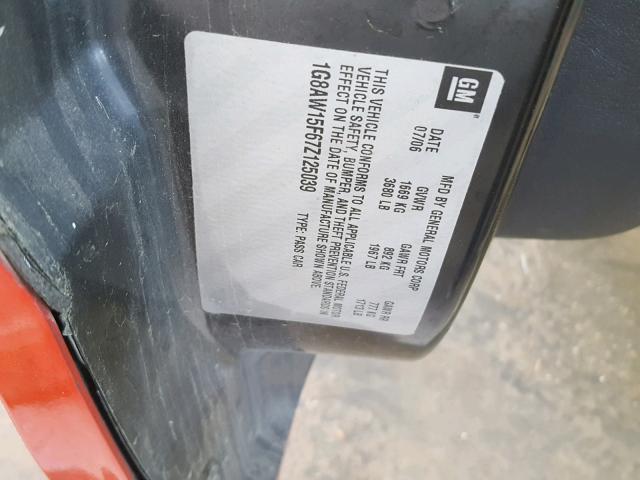 GM
MFD BY GENERAL MOTORS CORP
DATE GVWR GAWR FRT GAWR RR
07/06 1669 KG 892 KG 777 KG
3680 LB 1967 LB 1713 LB
THIS VEHICLE CONFORMS TO ALL APPLICABLE U.S. FEDERAL MOTOR
VEHICLE SAFETY, BUMPER, AND THEFT PREVENTION STANDARDS IN
EFFECT ON THE DATE OF MANUFACTURE SHOWN ABOVE.
1G8AW15F67Z125039 TYPE: PASS CAR